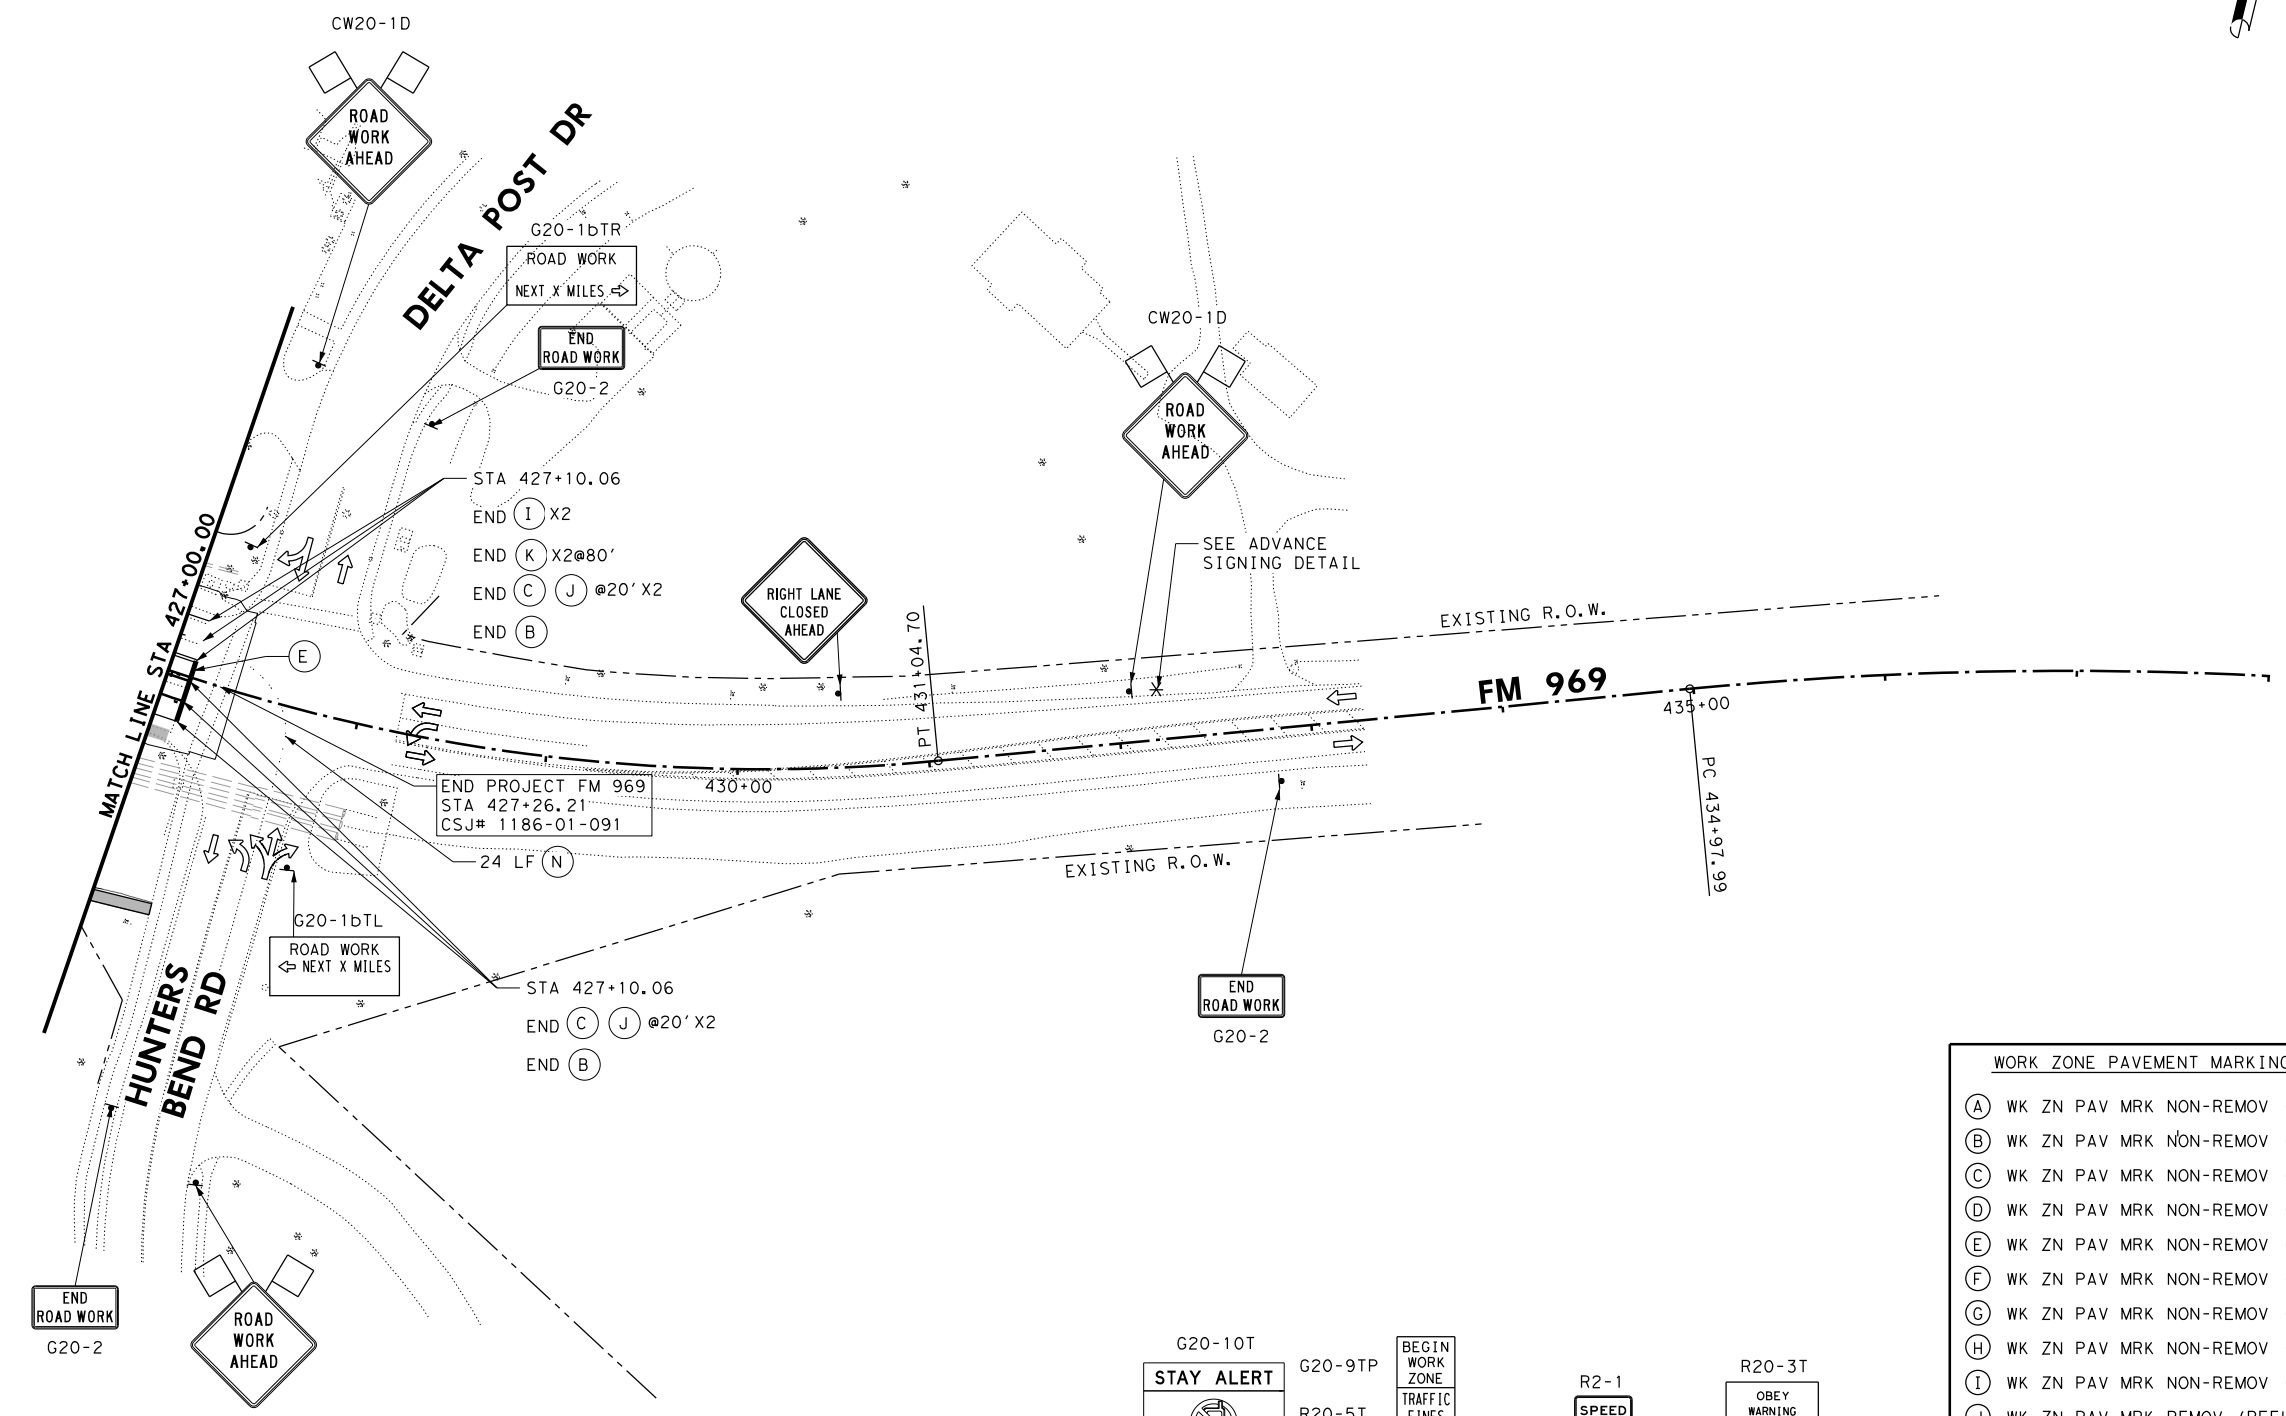 CW20-1D
ROAD
WORK
AHEAD
DELTA POST DR
G20-1bTR
ROAD WORK
NEXT X MILES
END
ROAD WORK
G20-2
CW20-1D
ROAD
WORK
AHEAD
STA 427+10.06
END I X2
END K X2@80'
END C J @20'X2
END B
E
RIGHT LANE
CLOSED
AHEAD
SEE ADVANCE
SIGNING DETAIL
EXISTING R.O.W.
FM 969
435+00
PT 431+04.70
PC 434+97.99
MATCH LINE STA 427+00.00
430+00
END PROJECT FM 969
STA 427+26.21
CSJ# 1186-01-091
24 LF N
EXISTING R.O.W.
G20-1bTL
ROAD WORK
NEXT X MILES
HUNTERS
BEND RD
STA 427+10.06
END C J @20'X2
END B
END
ROAD WORK
G20-2
END
ROAD WORK
G20-2
ROAD
WORK
AHEAD
G20-10T
STAY ALERT
G20-9TP
BEGIN
WORK
ZONE
R20-5T
TRAFFIC
FINES
R2-1
SPEED
R20-3T
OBEY
WARNING
WORK ZONE PAVEMENT MARKING
A WK ZN PAV MRK NON-REMOV
B WK ZN PAV MRK NON-REMOV
C WK ZN PAV MRK NON-REMOV
D WK ZN PAV MRK NON-REMOV
E WK ZN PAV MRK NON-REMOV
F WK ZN PAV MRK NON-REMOV
G WK ZN PAV MRK NON-REMOV
H WK ZN PAV MRK NON-REMOV
I WK ZN PAV MRK NON-REMOV
J WK ZN PAV MRK REMOV